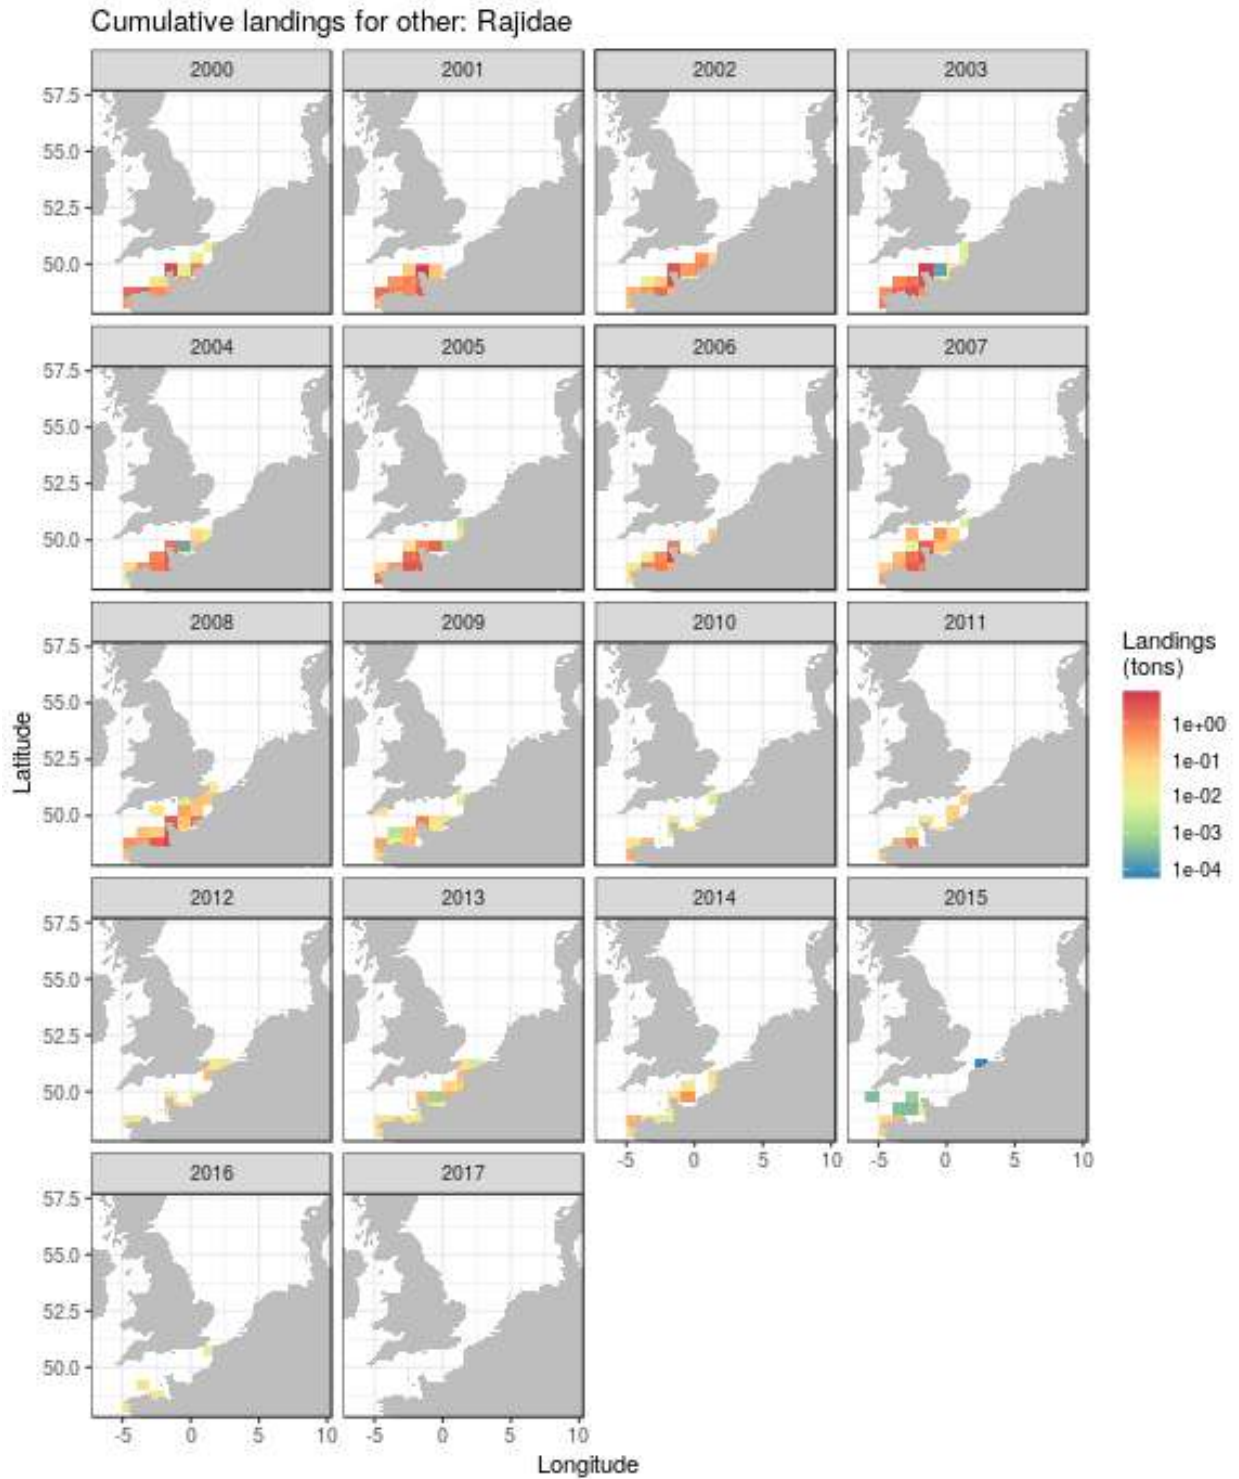 Cumulative landings for other: Rajidae
2000 2001 2002 2003
57.5
55.0
52.5
50.0
2004 2005 2006 2007
57.5
55.0
52.5
50.0
2008 2009 2010 2011
57.5
55.0
52.5
50.0
Latitude
Landings
(tons)
1e+00
1e-01
1e-02
1e-03
1e-04
2012 2013 2014 2015
57.5
55.0
52.5
50.0
-5 0 5 10 -5 0 5 10
2016 2017
57.5
55.0
52.5
50.0
-5 0 5 10 -5 0 5 10
Longitude